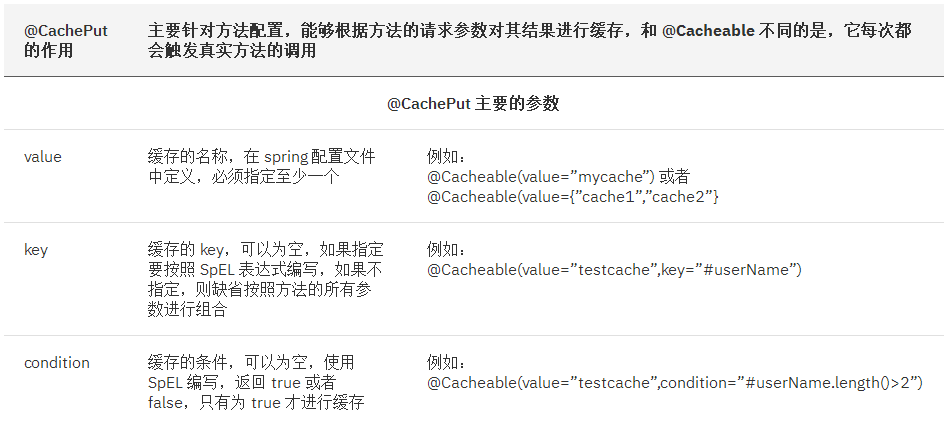 @CachePut
的作用
主要针对方法配置，能够根据方法的请求参数对其结果进行缓存，和 @Cacheable 不同的是，它每次都
会触发真实方法的调用
@CachePut 主要的参数
value
缓存的名称，在 spring 配置文件
中定义，必须指定至少一个
例如：
@Cacheable(value=”mycache”) 或者
@Cacheable(value={”cache1”,”cache2”}
key
缓存的 key，可以为空，如果指定
要按照 SpEL 表达式编写，如果不
指定，则缺省按照方法的所有参
数进行组合
例如：
@Cacheable(value=”testcache”,key=”#userName”)
condition
缓存的条件，可以为空，使用
SpEL 编写，返回 true 或者
false，只有为 true 才进行缓存
例如：
@Cacheable(value=”testcache”,condition=”#userName.length()>2”)